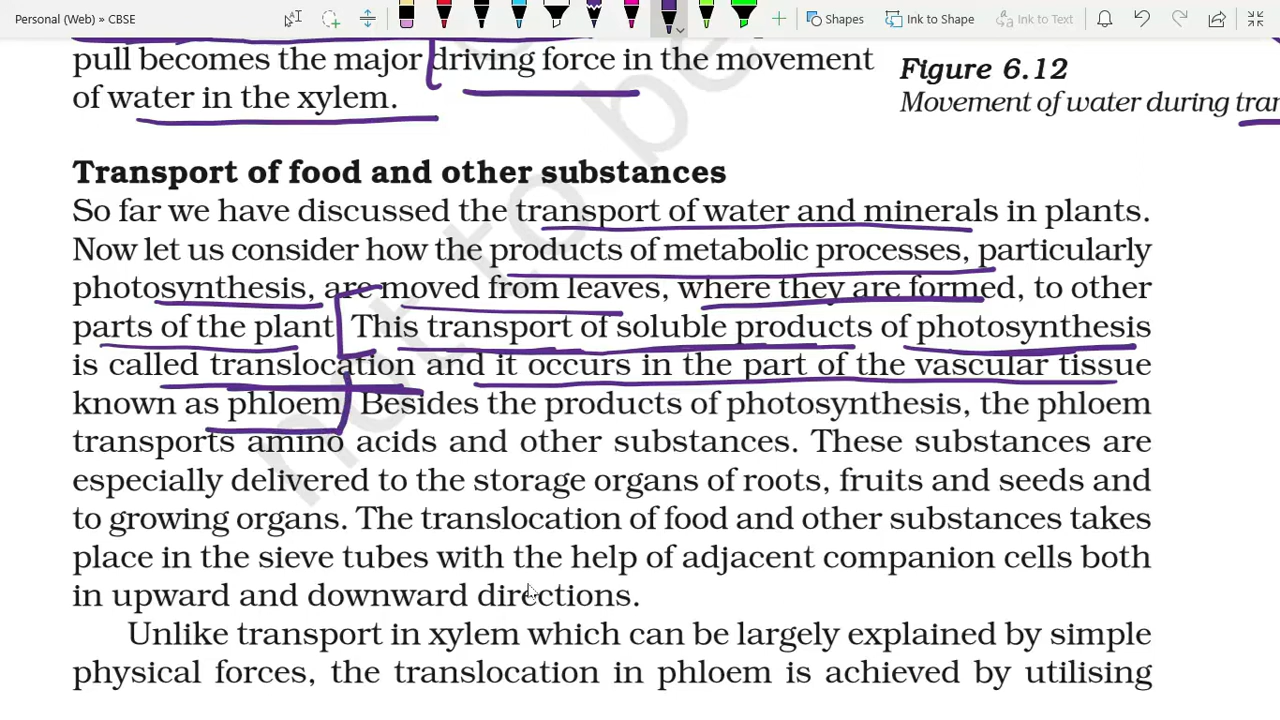 Personal (Web) » CBSE
Shapes
Ink to Shape
Ink to Text
pull becomes the major driving force in the movement
of water in the xylem.
Figure 6.12
Movement of water during tran
Transport of food and other substances
So far we have discussed the transport of water and minerals in plants.
Now let us consider how the products of metabolic processes, particularly
photosynthesis, are moved from leaves, where they are formed, to other
parts of the plant This transport of soluble products of photosynthesis
is called translocation and it occurs in the part of the vascular tissue
known as phloem Besides the products of photosynthesis, the phloem
transports amino acids and other substances. These substances are
especially delivered to the storage organs of roots, fruits and seeds and
to growing organs. The translocation of food and other substances takes
place in the sieve tubes with the help of adjacent companion cells both
in upward and downward directions.
Unlike transport in xylem which can be largely explained by simple
physical forces, the translocation in phloem is achieved by utilising
not to be